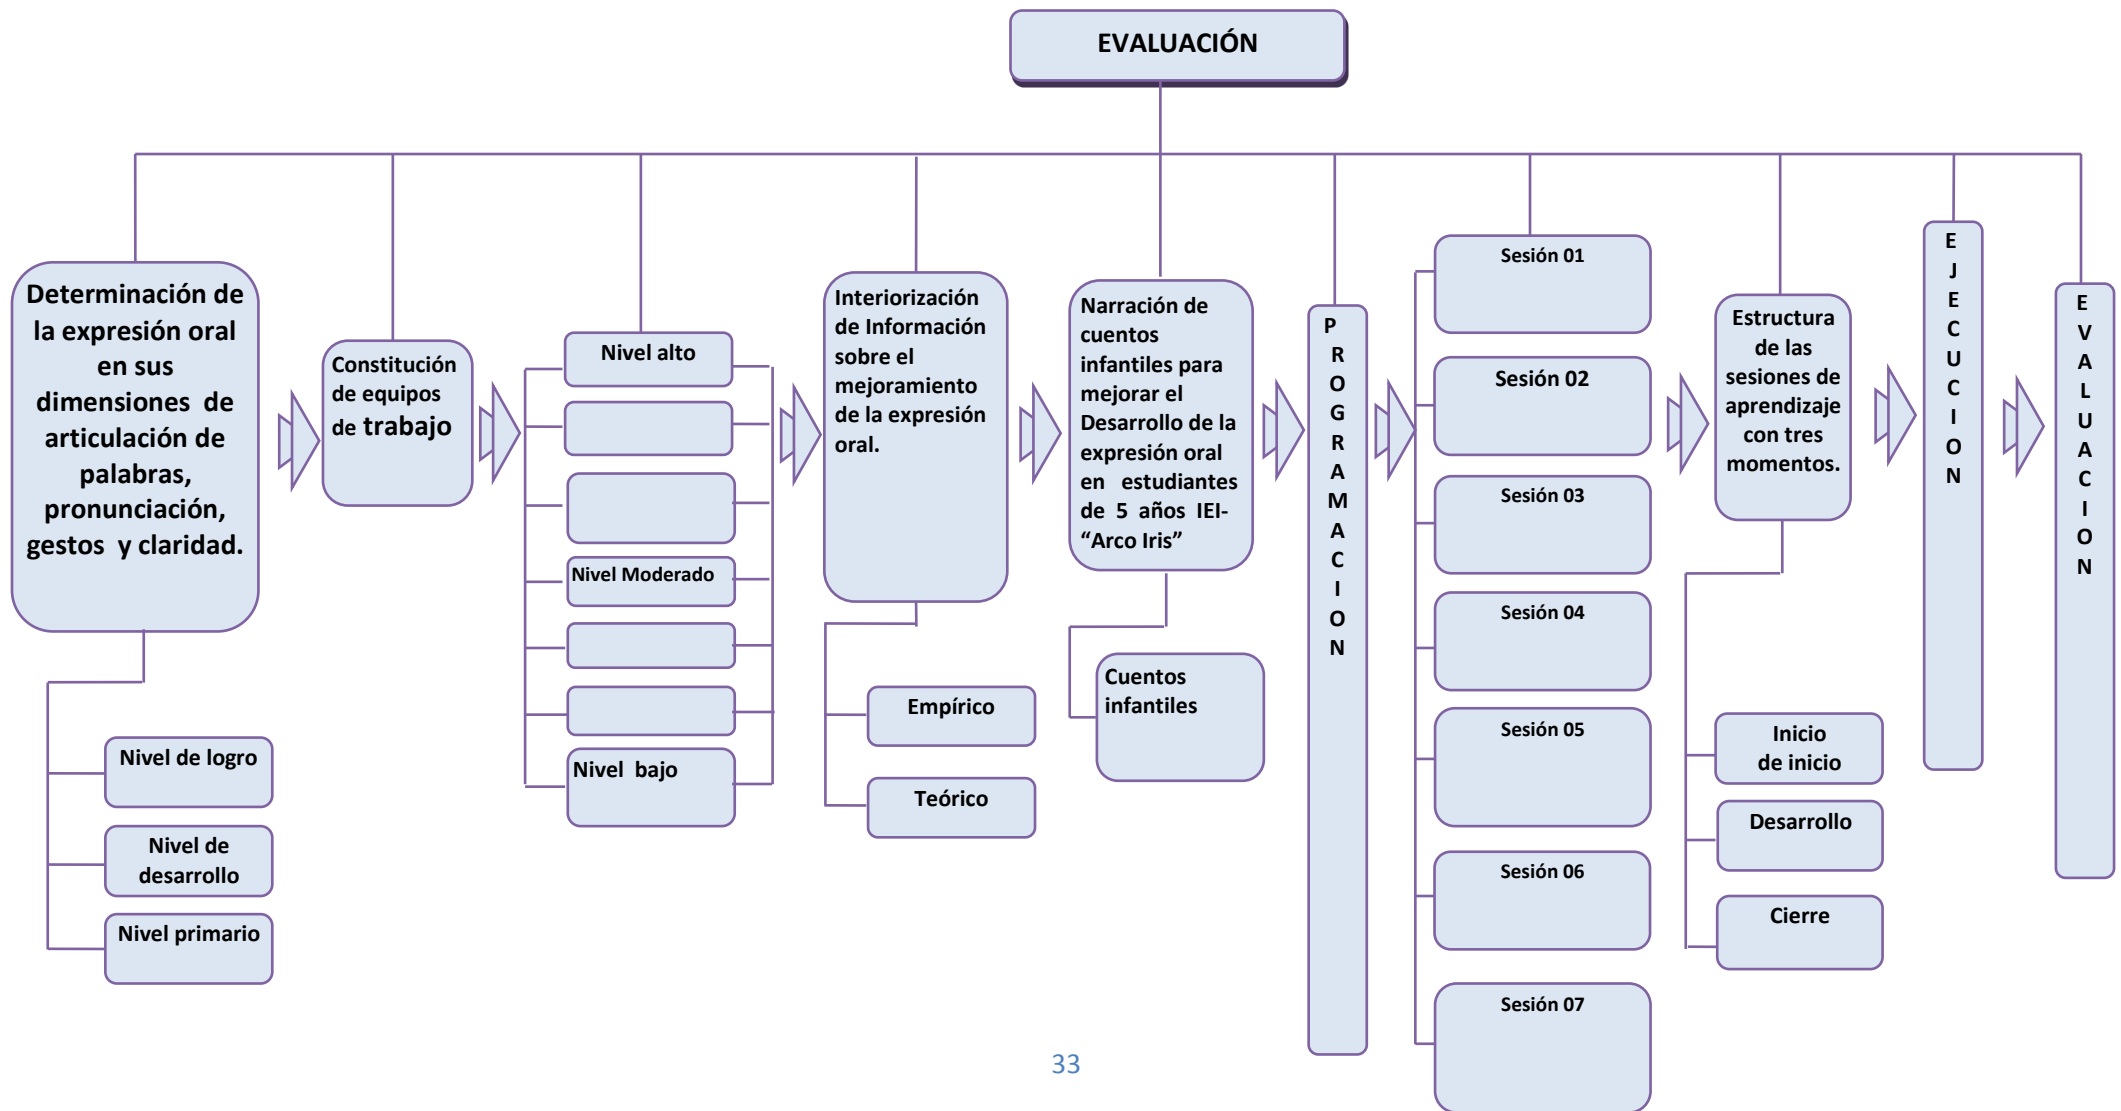 EVALUACIÓN
Determinación de
la expresión oral
en sus
dimensiones de
articulación de
palabras,
pronunciación,
gestos y claridad.
Nivel de logro
Nivel de
desarrollo
Nivel primario
Constitución
de equipos
de trabajo
Nivel alto
Nivel Moderado
Nivel bajo
Interiorización
de Información
sobre el
mejoramiento
de la expresión
oral.
Empírico
Teórico
Narración de
cuentos
infantiles para
mejorar el
Desarrollo de la
expresión oral
en estudiantes
de 5 años IEI-
“Arco Iris”
Cuentos
infantiles
PROGRAMACION
Sesión 01
Sesión 02
Sesión 03
Sesión 04
Sesión 05
Sesión 06
Sesión 07
Estructura
de las
sesiones de
aprendizaje
con tres
momentos.
Inicio
de inicio
Desarrollo
Cierre
EJECUCION
EVALUACION
33